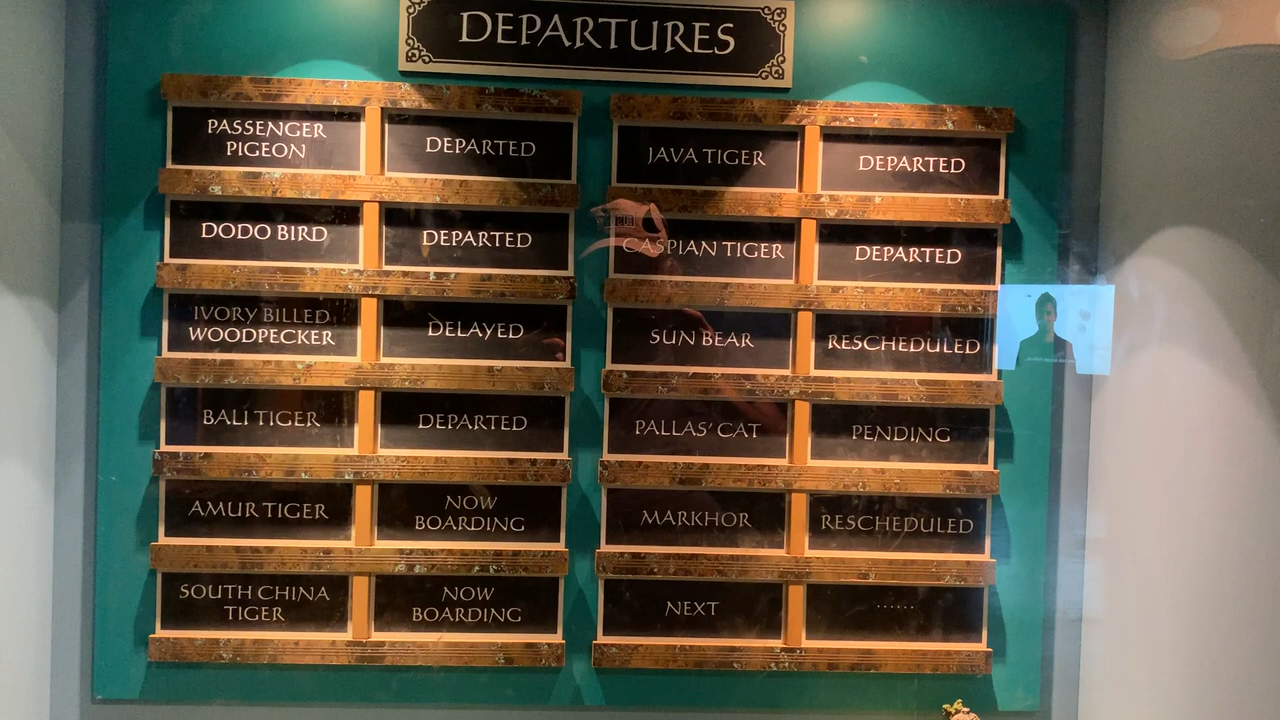 DEPARTURES
PASSENGER
PIGEON
DEPARTED
DODO BIRD
DEPARTED
IVORY BILLED
WOODPECKER
DELAYED
BALI TIGER
DEPARTED
AMUR TIGER
NOW
BOARDING
SOUTH CHINA
TIGER
NOW
BOARDING
JAVA TIGER
DEPARTED
CASPIAN TIGER
DEPARTED
SUN BEAR
RESCHEDULED
PALLAS' CAT
PENDING
MARKHOR
RESCHEDULED
NEXT
......